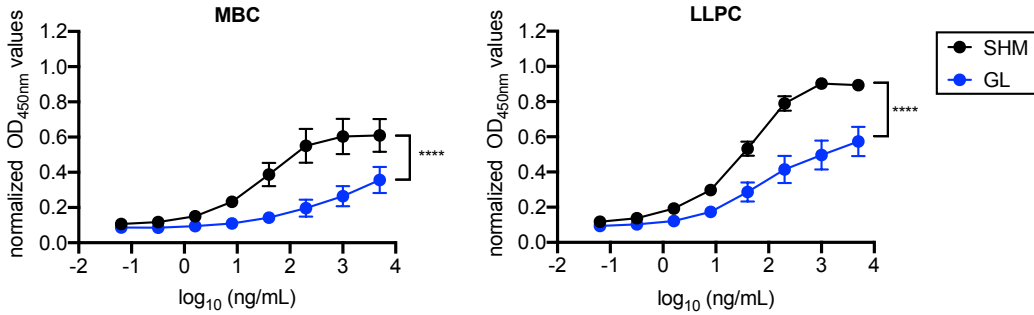 MBC
normalized OD450nm values
1.2
1.0
0.8
0.6
0.4
0.2
0.0
-2 -1 0 1 2 3 4
log10 (ng/mL)
****
LLPC
normalized OD450nm values
1.2
1.0
0.8
0.6
0.4
0.2
0.0
-2 -1 0 1 2 3 4
log10 (ng/mL)
****
SHM
GL